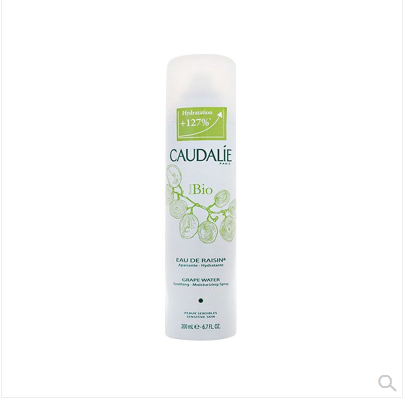 Hydratation
+127%*
CAUDALÍE
PARIS
Bio
EAU DE RAISIN*
Apaisante - Hydratante
GRAPE WATER
Soothing - Moisturizing Spray
PEAUX SENSIBLES
SENSITIVE SKIN
200 mL e - 6.7 FL. OZ